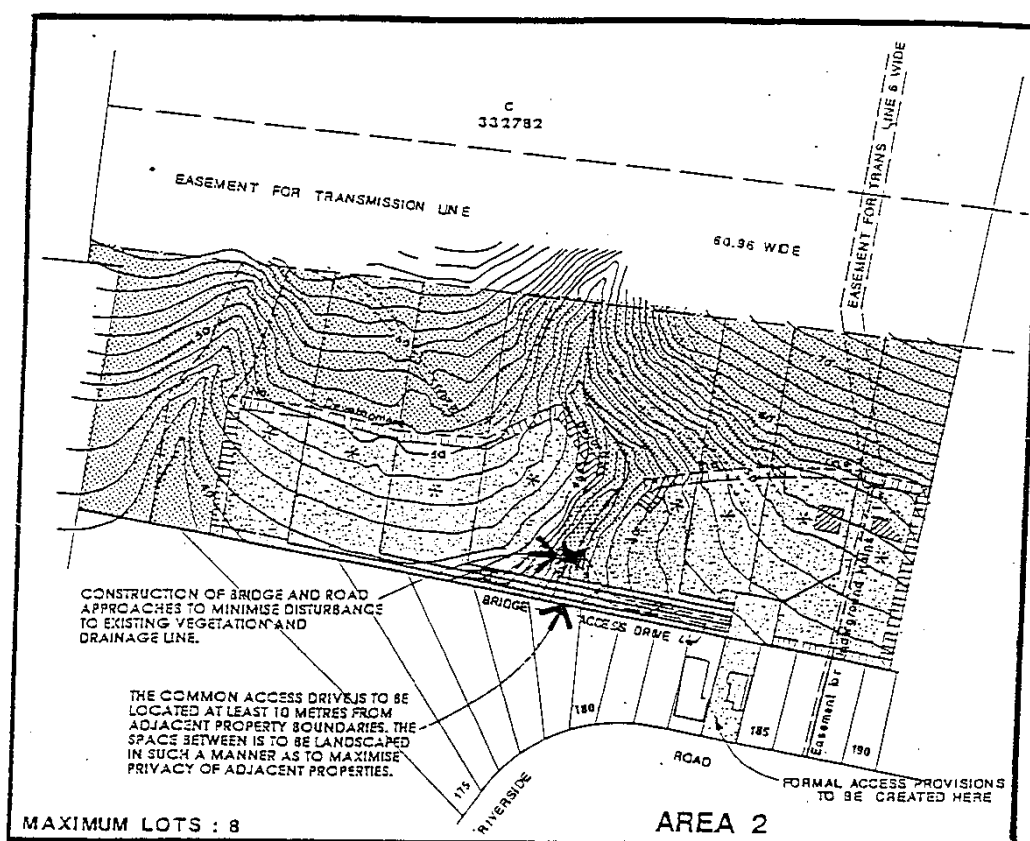 C
332782
EASEMENT FOR TRANSMISSION LINE
60.96 WIDE
EASEMENT FOR TRANS LINE 6 WIDE
CONSTRUCTION OF BRIDGE AND ROAD
APPROACHES TO MINIMISE DISTURBANCE
TO EXISTING VEGETATION AND
DRAINAGE LINE.
BRIDGE
ACCESS DRIVE
THE COMMON ACCESS DRIVE IS TO BE
LOCATED AT LEAST 10 METRES FROM
ADJACENT PROPERTY BOUNDARIES. THE
SPACE BETWEEN IS TO BE LANDSCAPED
IN SUCH A MANNER AS TO MAXIMISE
PRIVACY OF ADJACENT PROPERTIES.
175
180
185
190
RIVERSIDE
ROAD
Easement
FORMAL ACCESS PROVISIONS
TO BE CREATED HERE
MAXIMUM LOTS : 8
AREA 2